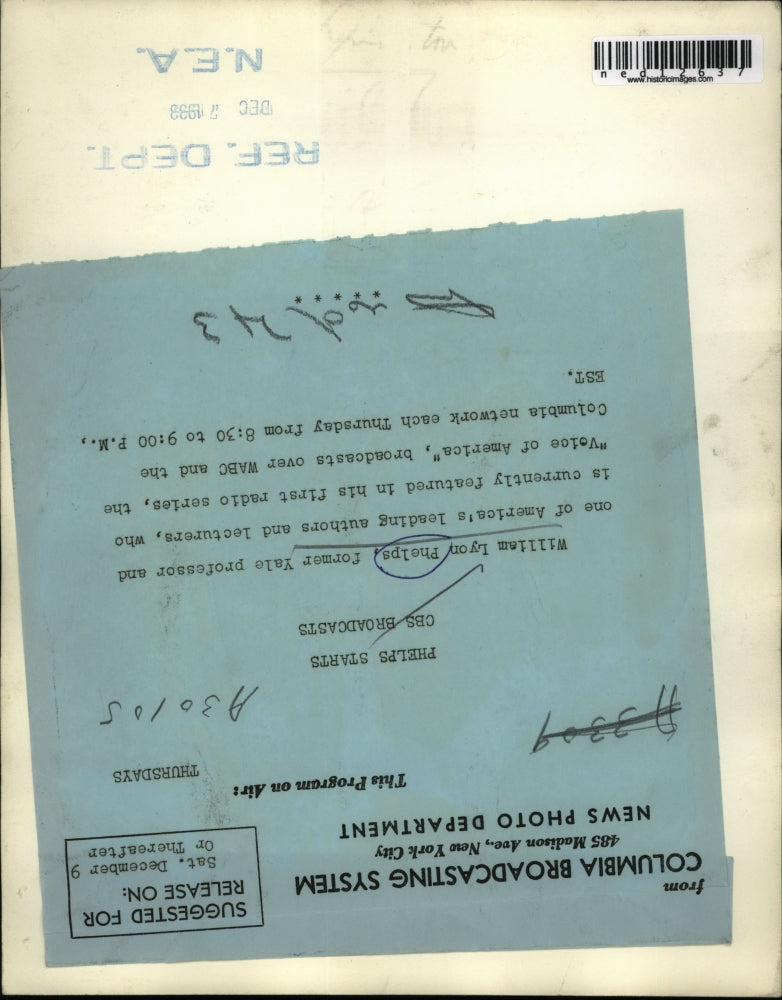 ned12637
www.historicimages.com
N.E.A.
DEC 7 1933
REF. DEPT.
from
COLUMBIA BROADCASTING SYSTEM
485 Madison Ave., New York City
NEWS PHOTO DEPARTMENT
SUGGESTED FOR
RELEASE ON:
Sat. December 9
Or Thereafter
This Program on Air:
THURSDAYS
A3309
A30105
PHELPS STARTS
CBS BROADCASTS
William Lyon Phelps, former Yale professor and
one of America's leading authors and lecturers, who
is currently featured in his first radio series, the
"Voice of America", broadcasts over WABC and the
Columbia network each Thursday from 8:30 to 9:00 P.M.,
EST.
*****